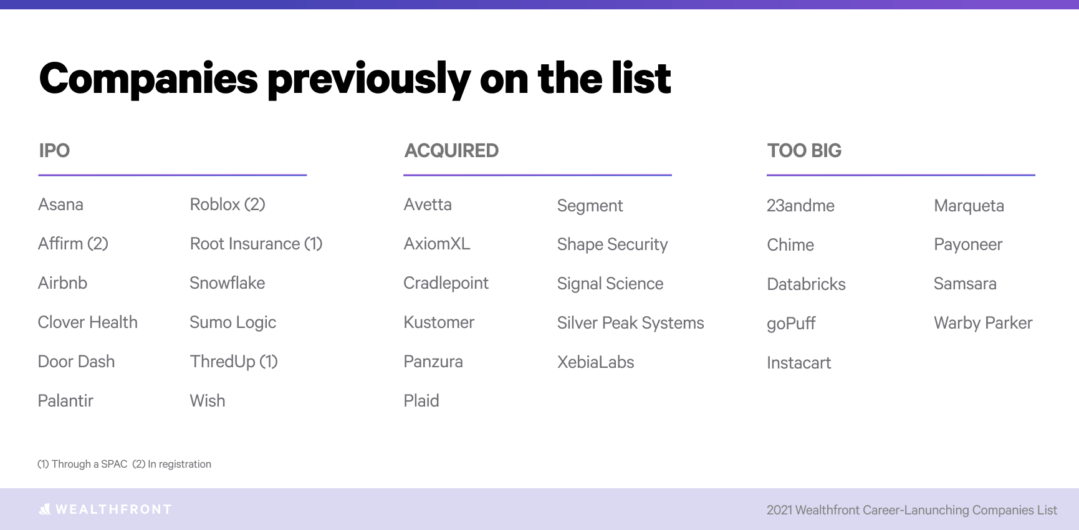 Companies previously on the list
IPO
Asana
Affirm (2)
Airbnb
Clover Health
Door Dash
Palantir
Roblox (2)
Root Insurance (1)
Snowflake
Sumo Logic
ThredUp (1)
Wish
ACQUIRED
Avetta
AxiomXL
Cradlepoint
Kustomer
Panzura
Plaid
Segment
Shape Security
Signal Science
Silver Peak Systems
XebiaLabs
TOO BIG
23andme
Chime
Databricks
goPuff
Instacart
Marqueta
Payoneer
Samsara
Warby Parker
(1) Through a SPAC (2) In registration
WEALTHFRONT
2021 Wealthfront Career-Lanunching Companies List